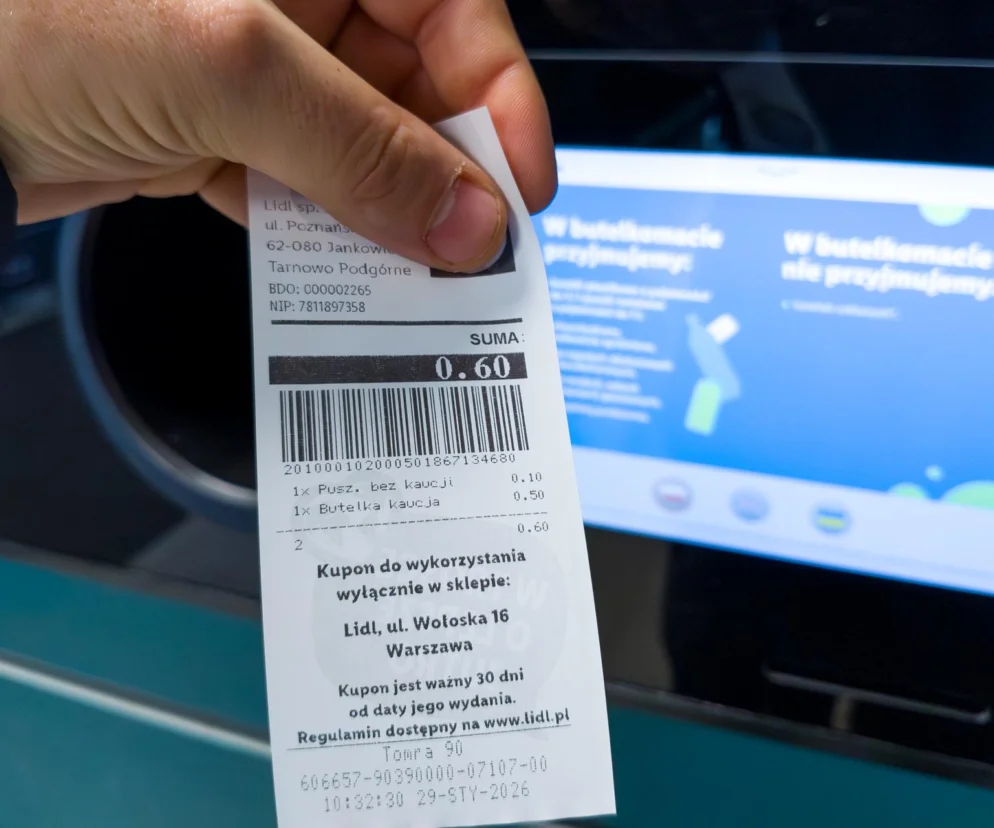 Lidl sp.
ul. Poznańs
62-080 Jankowi
Tarnowo Podgórne
BDO: 000002265
NIP: 7811897358
SUMA:
0.60
201000102000501867134680
1x Pusz. bez kaucji 0.10
1x Butelka kaucja 0.50
2 0.60
Kupon do wykorzystania
wyłącznie w sklepie:
Lidl, ul. Wołoska 16
Warszawa
Kupon jest ważny 30 dni
od daty jego wydania.
Regulamin dostępny na www.lidl.pl
Tomra 90
606657-90390000-07107-00
10:32:30 29-STY-2026
W butelkomacie
przyjmujemy:
W butelkomacie
nie przyjmujemy: